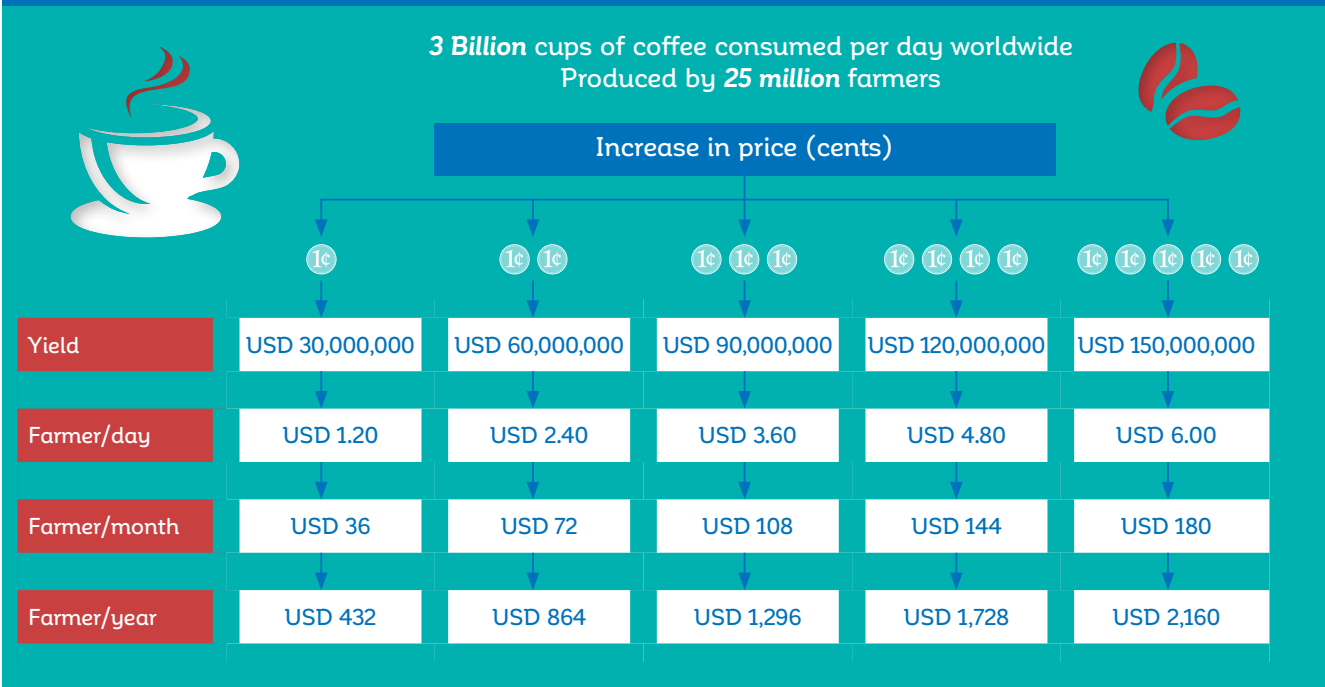 3 Billion cups of coffee consumed per day worldwide
Produced by 25 million farmers
Increase in price (cents)
1¢ 1¢ 1¢ 1¢ 1¢ 1¢ 1¢ 1¢ 1¢ 1¢ 1¢ 1¢ 1¢ 1¢ 1¢
Yield USD 30,000,000 USD 60,000,000 USD 90,000,000 USD 120,000,000 USD 150,000,000
Farmer/day USD 1.20 USD 2.40 USD 3.60 USD 4.80 USD 6.00
Farmer/month USD 36 USD 72 USD 108 USD 144 USD 180
Farmer/year USD 432 USD 864 USD 1,296 USD 1,728 USD 2,160